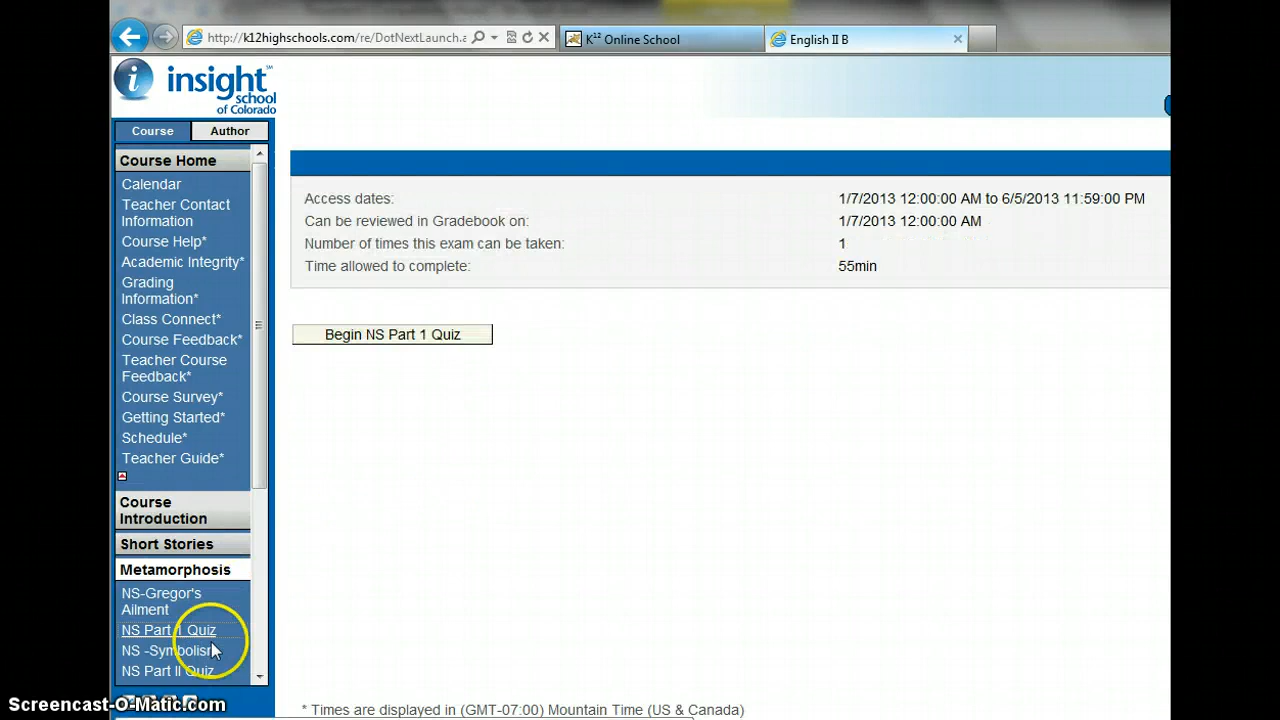 http://k12highschools.com/re/DotNextLaunch.a
K12 Online School
English II B
insight
school
of Colorado
Course
Author
Course Home
Calendar
Teacher Contact
Information
Course Help*
Academic Integrity*
Grading
Information*
Class Connect*
Course Feedback*
Teacher Course
Feedback*
Course Survey*
Getting Started*
Schedule*
Teacher Guide*
Course
Introduction
Short Stories
Metamorphosis
NS-Gregor's
Ailment
NS Part 1 Quiz
NS -Symbolism
NS Part II Quiz
Access dates: 1/7/2013 12:00:00 AM to 6/5/2013 11:59:00 PM
Can be reviewed in Gradebook on: 1/7/2013 12:00:00 AM
Number of times this exam can be taken: 1
Time allowed to complete: 55min
Begin NS Part 1 Quiz
* Times are displayed in (GMT-07:00) Mountain Time (US & Canada)
Screencast-O-Matic.com